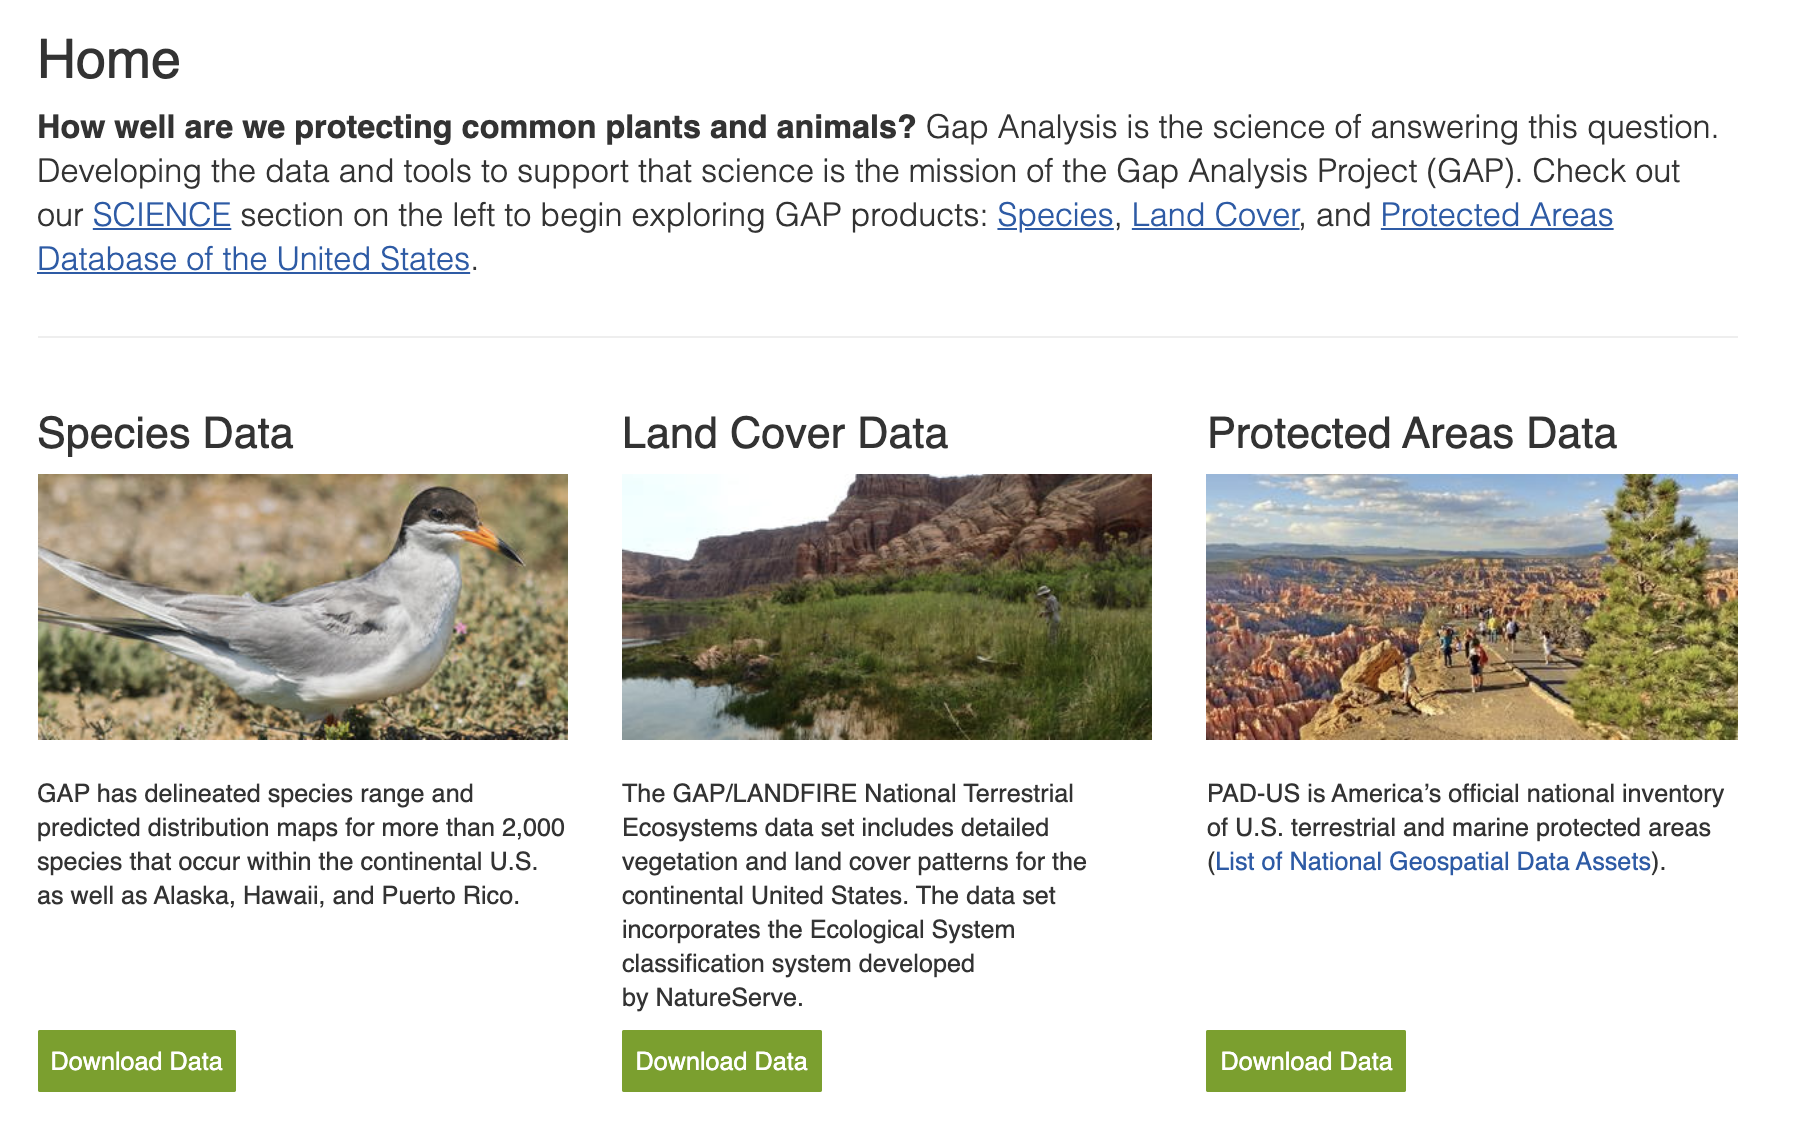 Home
How well are we protecting common plants and animals? Gap Analysis is the science of answering this question.
Developing the data and tools to support that science is the mission of the Gap Analysis Project (GAP). Check out
our SCIENCE section on the left to begin exploring GAP products: Species, Land Cover, and Protected Areas
Database of the United States.
Species Data
GAP has delineated species range and
predicted distribution maps for more than 2,000
species that occur within the continental U.S.
as well as Alaska, Hawaii, and Puerto Rico.
Download Data
Land Cover Data
The GAP/LANDFIRE National Terrestrial
Ecosystems data set includes detailed
vegetation and land cover patterns for the
continental United States. The data set
incorporates the Ecological System
classification system developed
by NatureServe.
Download Data
Protected Areas Data
PAD-US is America’s official national inventory
of U.S. terrestrial and marine protected areas
(List of National Geospatial Data Assets).
Download Data